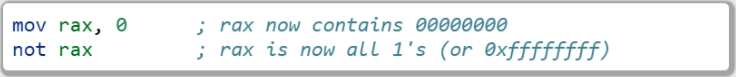 mov rax, 0       ; rax now contains 00000000
not rax          ; rax is now all 1's (or 0xffffffff)